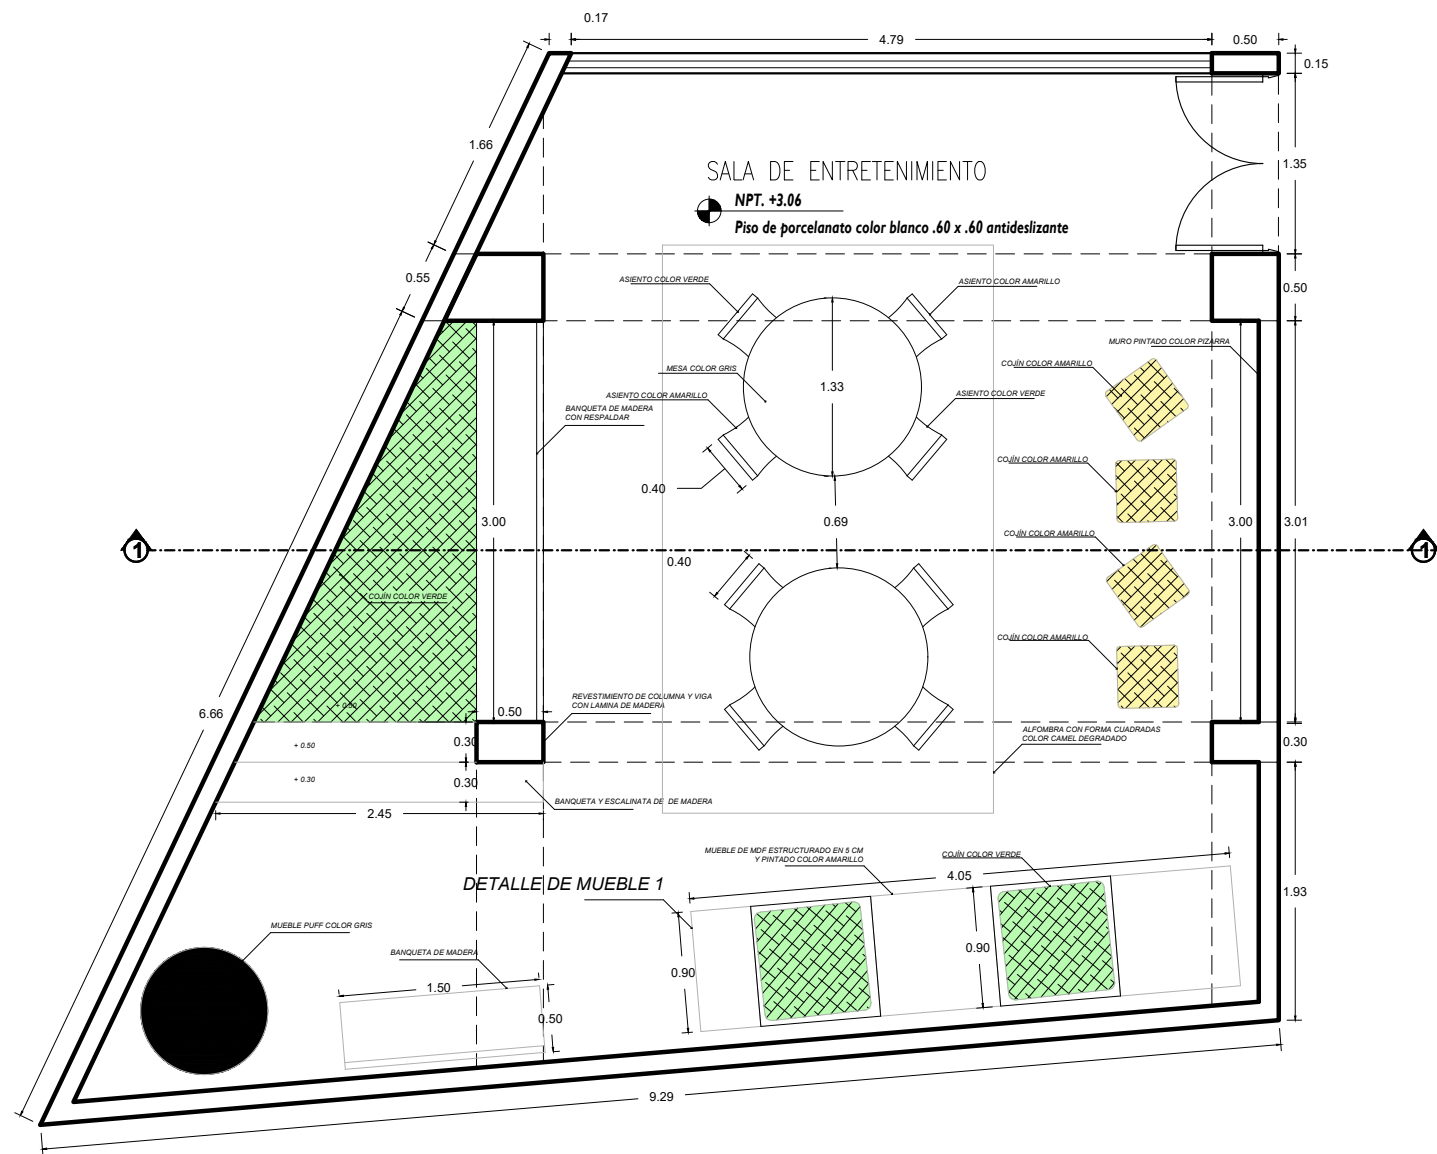 0.17
4.79
0.50
0.15
1.66
1.35
SALA DE ENTRETENIMIENTO
NPT. +3.06
Piso de porcelanato color blanco .60 x .60 antideslizante
0.55
ASIENTO COLOR VERDE
ASIENTO COLOR AMARILLO
0.50
MURO PINTADO COLOR PIZARRA
MESA COLOR GRIS
COJÍN COLOR AMARILLO
1.33
ASIENTO COLOR AMARILLO
ASIENTO COLOR VERDE
BANQUETA DE MADERA
CON RESPALDAR
COJÍN COLOR AMARILLO
0.40
3.00
0.69
3.00
3.01
COJÍN COLOR AMARILLO
1
1
0.40
COJÍN COLOR VERDE
COJÍN COLOR AMARILLO
6.66
+ 0.50
0.50
REVESTIMIENTO DE COLUMNA Y VIGA
CON LAMINA DE MADERA
ALFOMBRA CON FORMA CUADRADAS
COLOR CAMEL DEGRADADO
+ 0.50
0.30
0.30
+ 0.30
0.30
BANQUETA Y ESCALINATA DE DE MADERA
2.45
MUEBLE DE MDF ESTRUCTURADO EN 5 CM
Y PINTADO COLOR AMARILLO
COJÍN COLOR VERDE
4.05
DETALLE DE MUEBLE 1
1.93
MUEBLE PUFF COLOR GRIS
0.90
BANQUETA DE MADERA
0.90
1.50
0.50
9.29